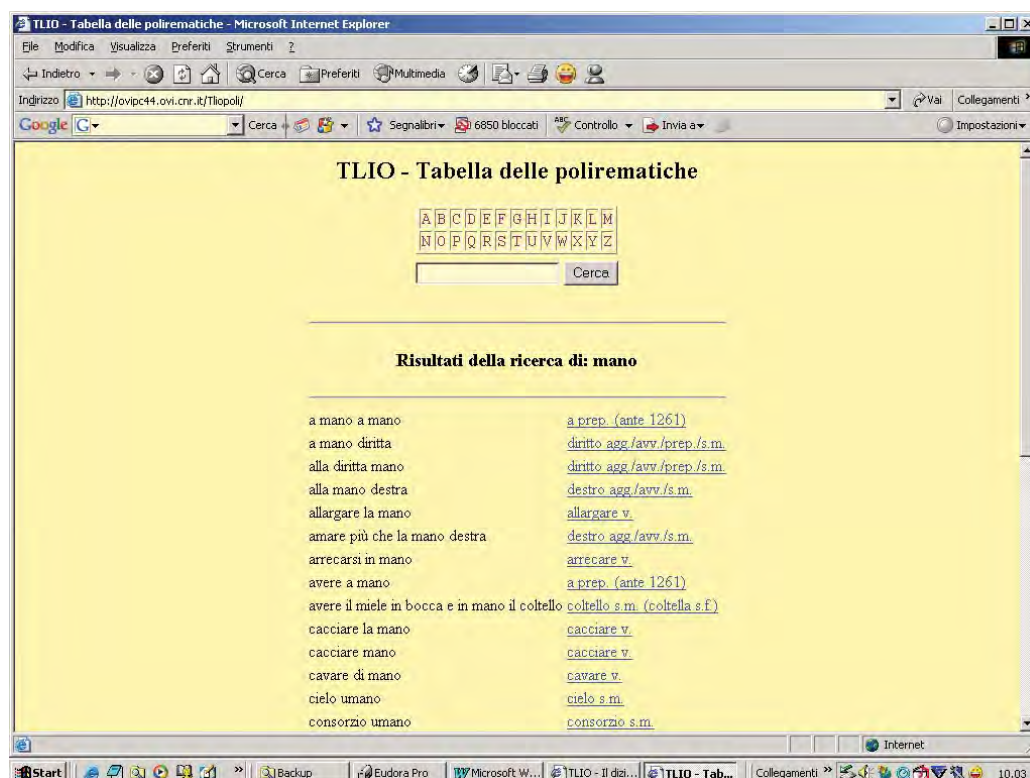 TLIO - Tabella delle polirematiche - Microsoft Internet Explorer
File Modifica Visualizza Preferiti Strumenti ?
Indietro Cerca Preferiti Multimedia
Indirizzo http://ovipc44.ovi.cnr.it/Tliopoli/ Vai Collegamenti »
Google G Cerca Segnalibri 6850 bloccati ABC Controllo Invia a Impostazioni
TLIO - Tabella delle polirematiche
A B C D E F G H I J K L M
N O P Q R S T U V W X Y Z
Cerca
Risultati della ricerca di: mano
a mano a mano a prep. (ante 1261)
a mano diritta diritto agg./avv./prep./s.m.
alla diritta mano diritto agg./avv./prep./s.m.
alla mano destra destro agg./avv./s.m.
allargare la mano allargare v.
amare più che la mano destra destro agg./avv./s.m.
arrecarsi in mano arrecare v.
avere a mano a prep. (ante 1261)
avere il miele in bocca e in mano il coltello coltello s.m. (coltella s.f.)
cacciare la mano cacciare v.
cacciare mano cacciare v.
cavare di mano cavare v.
cielo umano cielo s.m.
consorzio umano consorzio s.m.
Internet
Start » Backup Eudora Pro Microsoft W... TLIO - Il dizi... TLIO - Tab... Collegamenti » 10.03